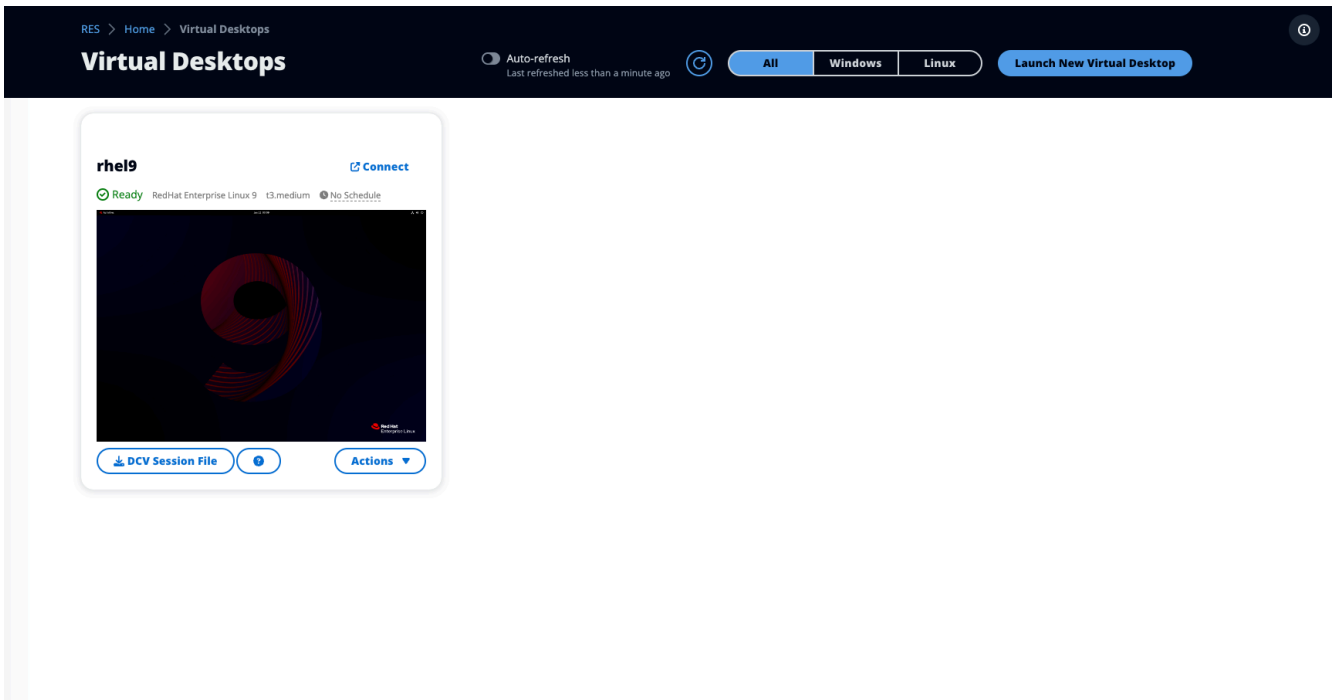 RES > Home > Virtual Desktops
Virtual Desktops
Auto-refresh
Last refreshed less than a minute ago
All
Windows
Linux
Launch New Virtual Desktop
rhel9
Connect
Ready RedHat Enterprise Linux 9 t3.medium No Schedule
9
Red Hat
Enterprise Linux
DCV Session File
?
Actions